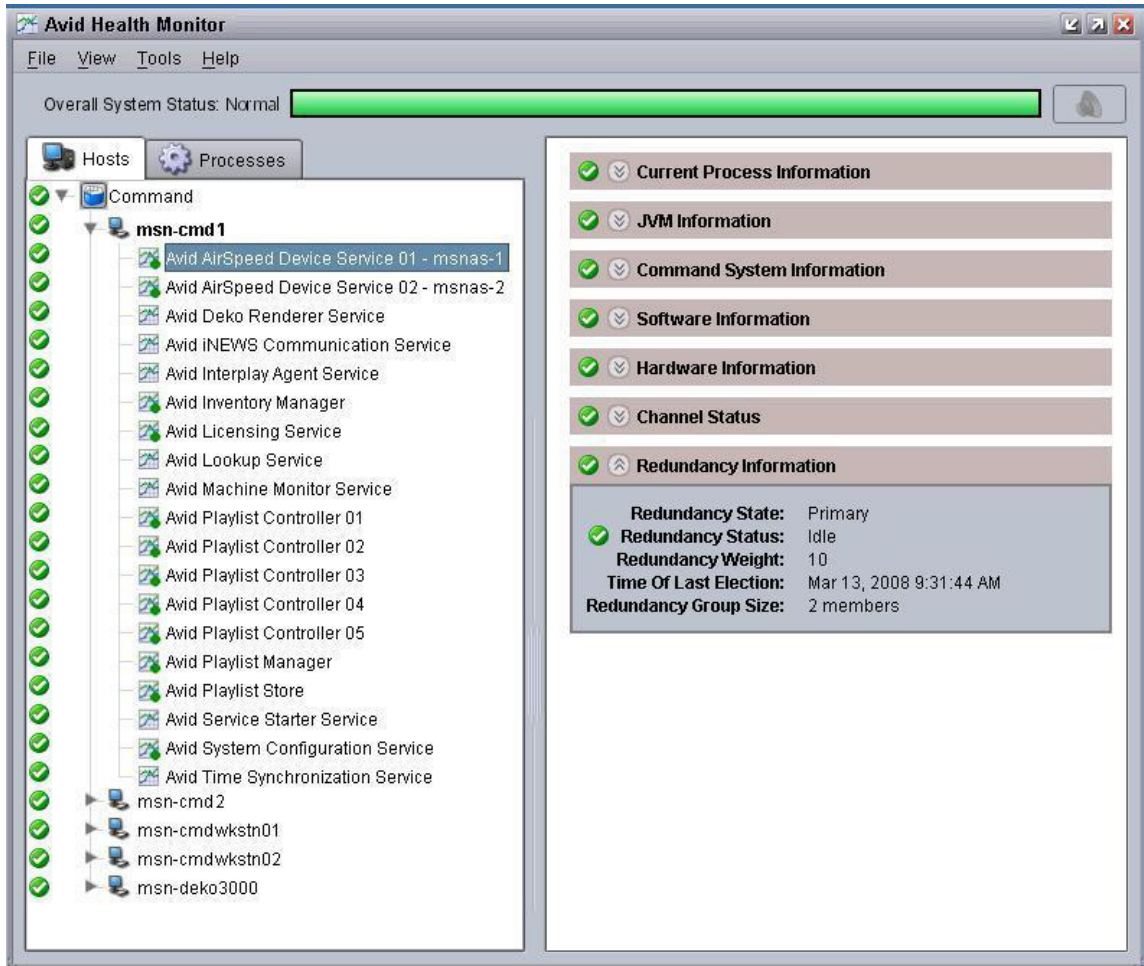 Avid Health Monitor
File View Tools Help
Overall System Status: Normal
Hosts Processes
Command
msn-cmd1
Avid AirSpeed Device Service 01 - msnas-1
Avid AirSpeed Device Service 02 - msnas-2
Avid Deko Renderer Service
Avid iNEWS Communication Service
Avid Interplay Agent Service
Avid Inventory Manager
Avid Licensing Service
Avid Lookup Service
Avid Machine Monitor Service
Avid Playlist Controller 01
Avid Playlist Controller 02
Avid Playlist Controller 03
Avid Playlist Controller 04
Avid Playlist Controller 05
Avid Playlist Manager
Avid Playlist Store
Avid Service Starter Service
Avid System Configuration Service
Avid Time Synchronization Service
msn-cmd2
msn-cmdwkstn01
msn-cmdwkstn02
msn-deko3000
Current Process Information
JVM Information
Command System Information
Software Information
Hardware Information
Channel Status
Redundancy Information
Redundancy State: Primary
Redundancy Status: Idle
Redundancy Weight: 10
Time Of Last Election: Mar 13, 2008 9:31:44 AM
Redundancy Group Size: 2 members